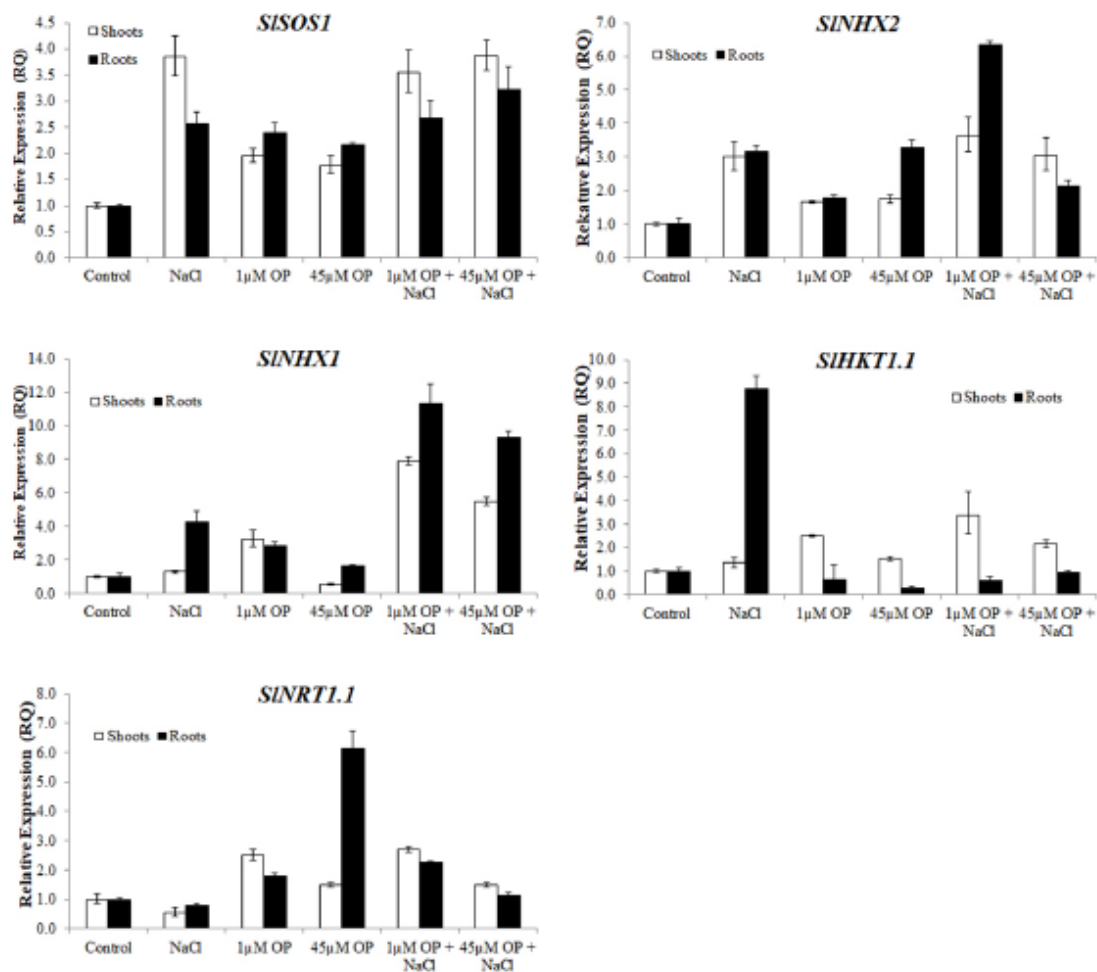 SlSOS1
Relative Expression (RQ)
4.5
4.0
3.5
3.0
2.5
2.0
1.5
1.0
0.5
0.0
Shoots
Roots
Control NaCl 1µM OP 45µM OP 1µM OP + NaCl 45µM OP + NaCl
SlNHX2
Rekatuve Expression (RQ)
7.0
6.0
5.0
4.0
3.0
2.0
1.0
0.0
Shoots Roots
Control NaCl 1µM OP 45µM OP 1µM OP + NaCl 45µM OP + NaCl
SlNHX1
Relative Expression (RQ)
14.0
12.0
10.0
8.0
6.0
4.0
2.0
0.0
Shoots Roots
Control NaCl 1µM OP 45µM OP 1µM OP + NaCl 45µM OP + NaCl
SlHKT1.1
Relative Expression (RQ)
10.0
9.0
8.0
7.0
6.0
5.0
4.0
3.0
2.0
1.0
0.0
Shoots Roots
Control NaCl 1µM OP 45µM OP 1µM OP + NaCl 45µM OP + NaCl
SlNRT1.1
Relative Expression (RQ)
8.0
7.0
6.0
5.0
4.0
3.0
2.0
1.0
0.0
Shoots Roots
Control NaCl 1µM OP 45µM OP 1µM OP + NaCl 45µM OP + NaCl